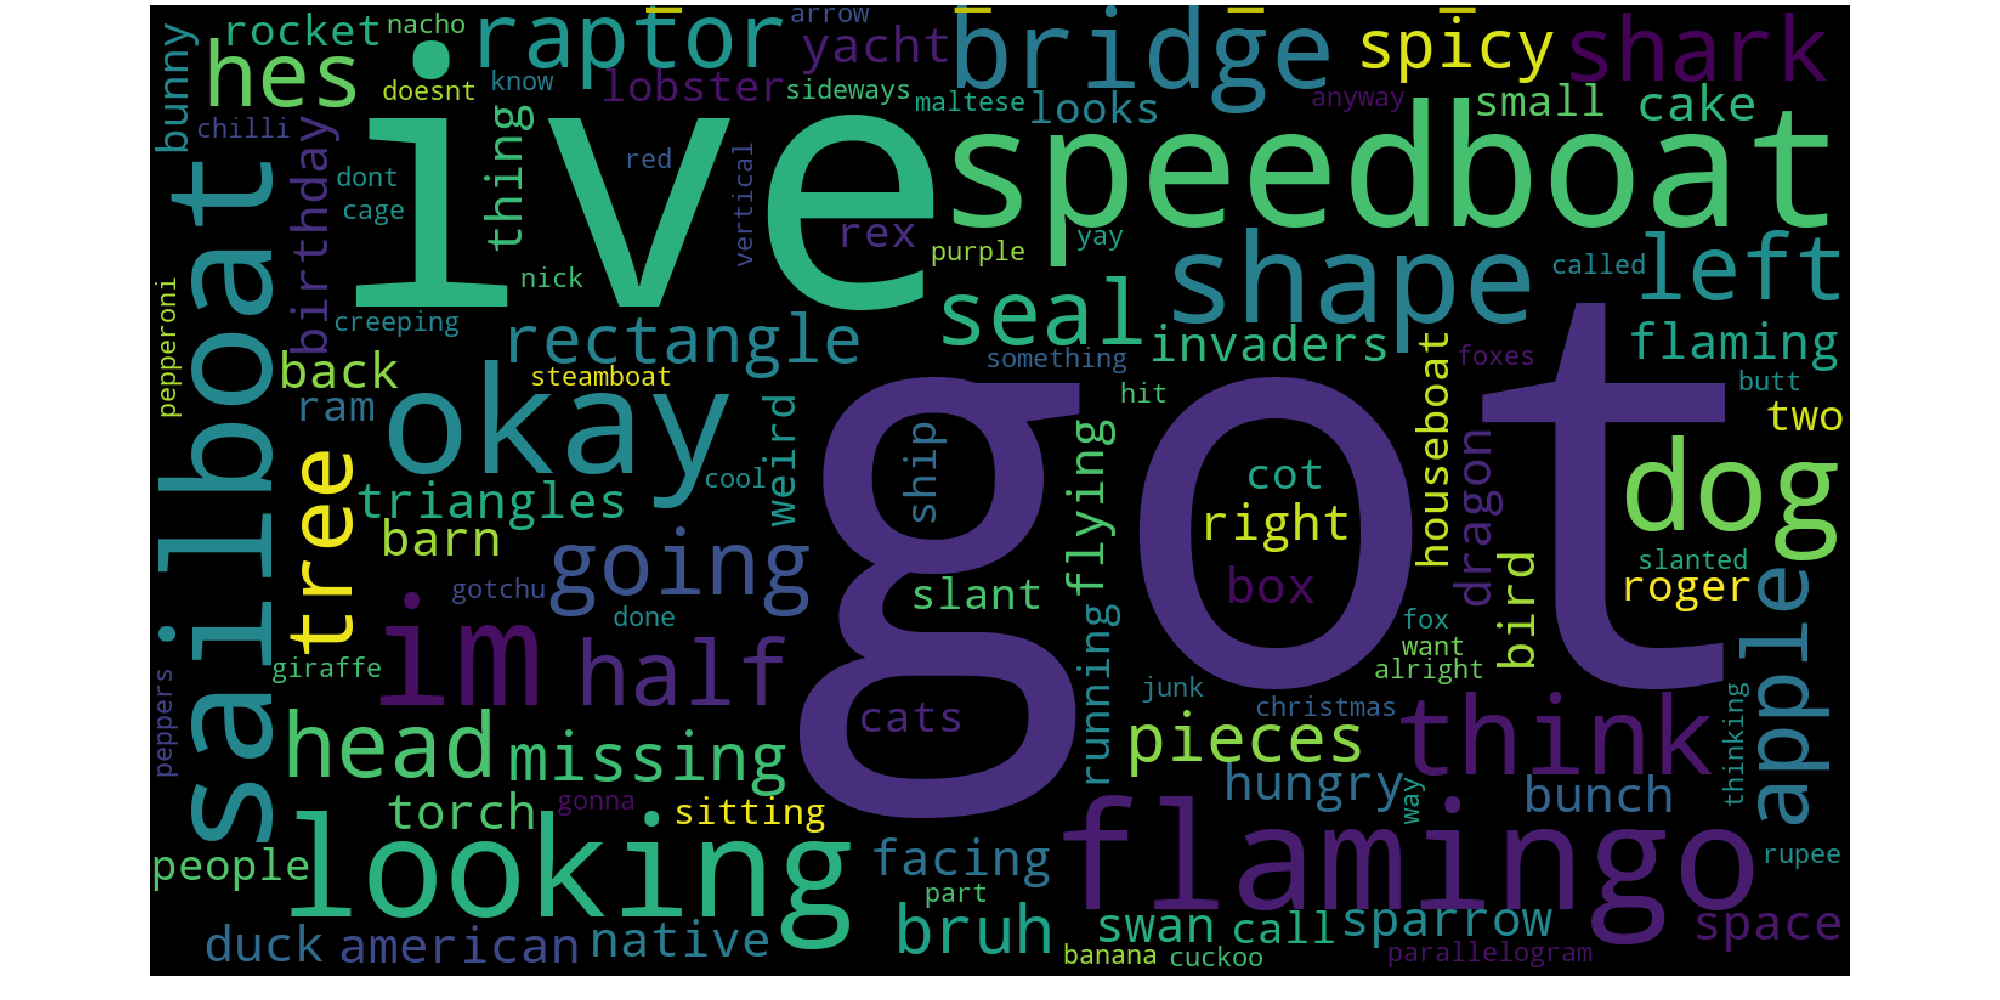 nacho
arrow
rocket
raptor
yacht
bridge
spicy
shark
bunny
hes
doesnt
know
lobster
sideways
maltese
looks
anyway
small
cake
chilli
birthday
thing
ive
speedboat
red
vertical
dont
cage
rex
purple
yay
shape
called
left
sailboat
nick
seal
pepperoni
creeping
rectangle
something
invaders
houseboat
foxes
flaming
back
steamboat
hit
butt
ram
okay
weird
got
two
tree
cool
ship
flying
cot
dragon
dog
triangles
barn
going
right
slanted
gotchu
slant
box
bird
roger
done
im
half
running
fox
want
alright
apple
giraffe
peppers
cats
junk
christmas
think
thinking
head
missing
pieces
hungry
way
bunch
torch
gonna
sitting
looking
flamingo
people
facing
rupee
part
duck
american
native
bruh
swan
call
sparrow
space
banana
cuckoo
parallelogram